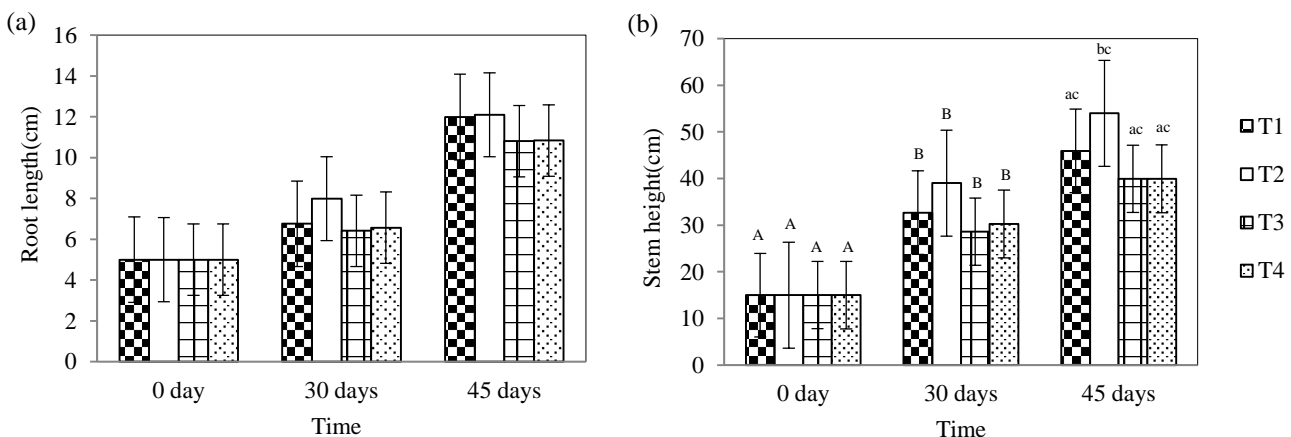 (a)
16
14
12
10
8
6
4
2
0
Root length(cm)
0 day 30 days 45 days
Time
(b)
70
60
50
40
30
20
10
0
Stem height(cm)
A A A A
B B B B
ac bc ac ac
0 day 30 days 45 days
Time
T1
T2
T3
T4